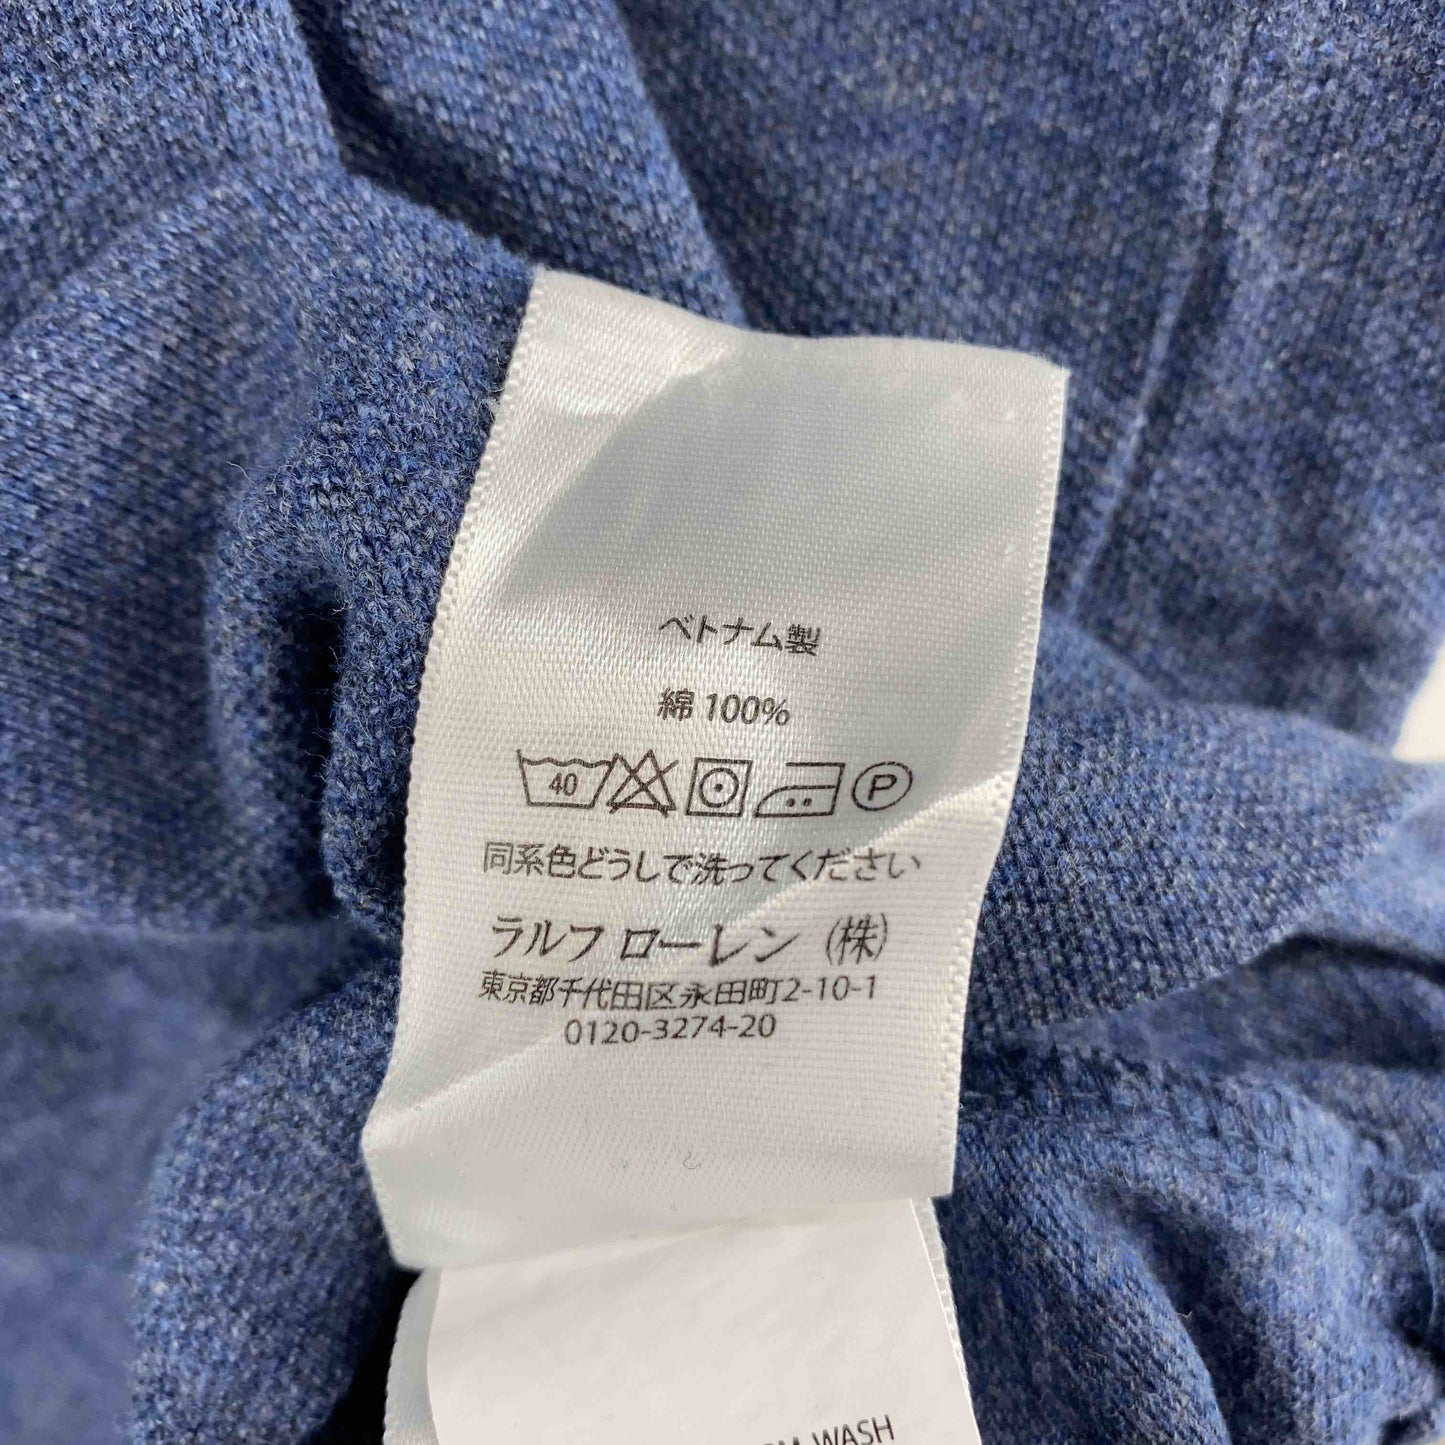 ベトナム製
綿 100%
40 P
同系色どうしで洗ってください
ラルフ ローレン (株)
東京都千代田区永田町2-10-1
0120-3274-20
WASH